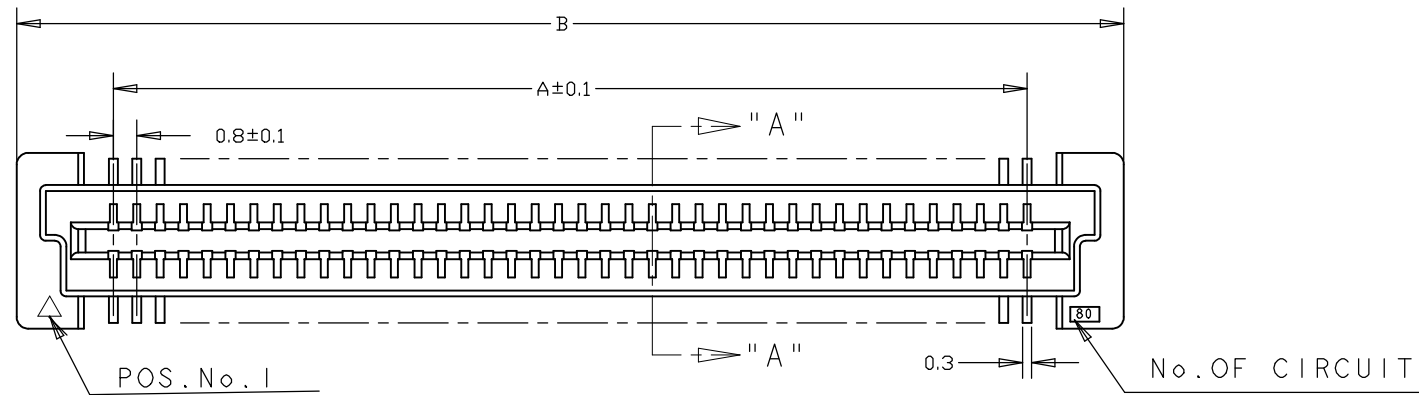 B
A±0.1
0.8±0.1
"A"
80
0.3
"A"
POS.No.1
No.OF CIRCUIT